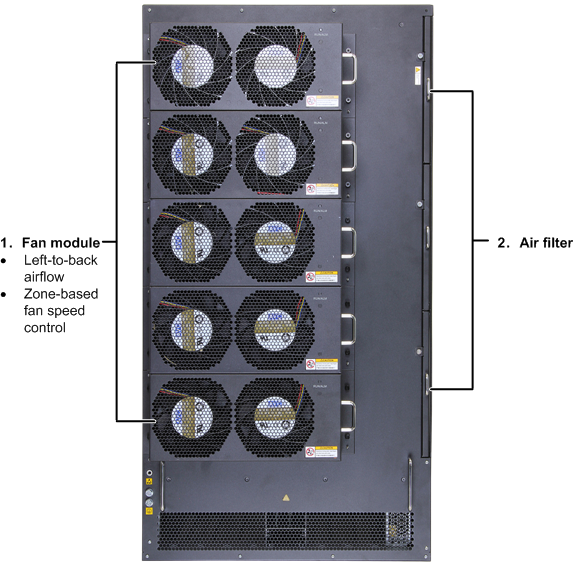 1. Fan module
• Left-to-back
airflow
• Zone-based
fan speed
control
2. Air filter